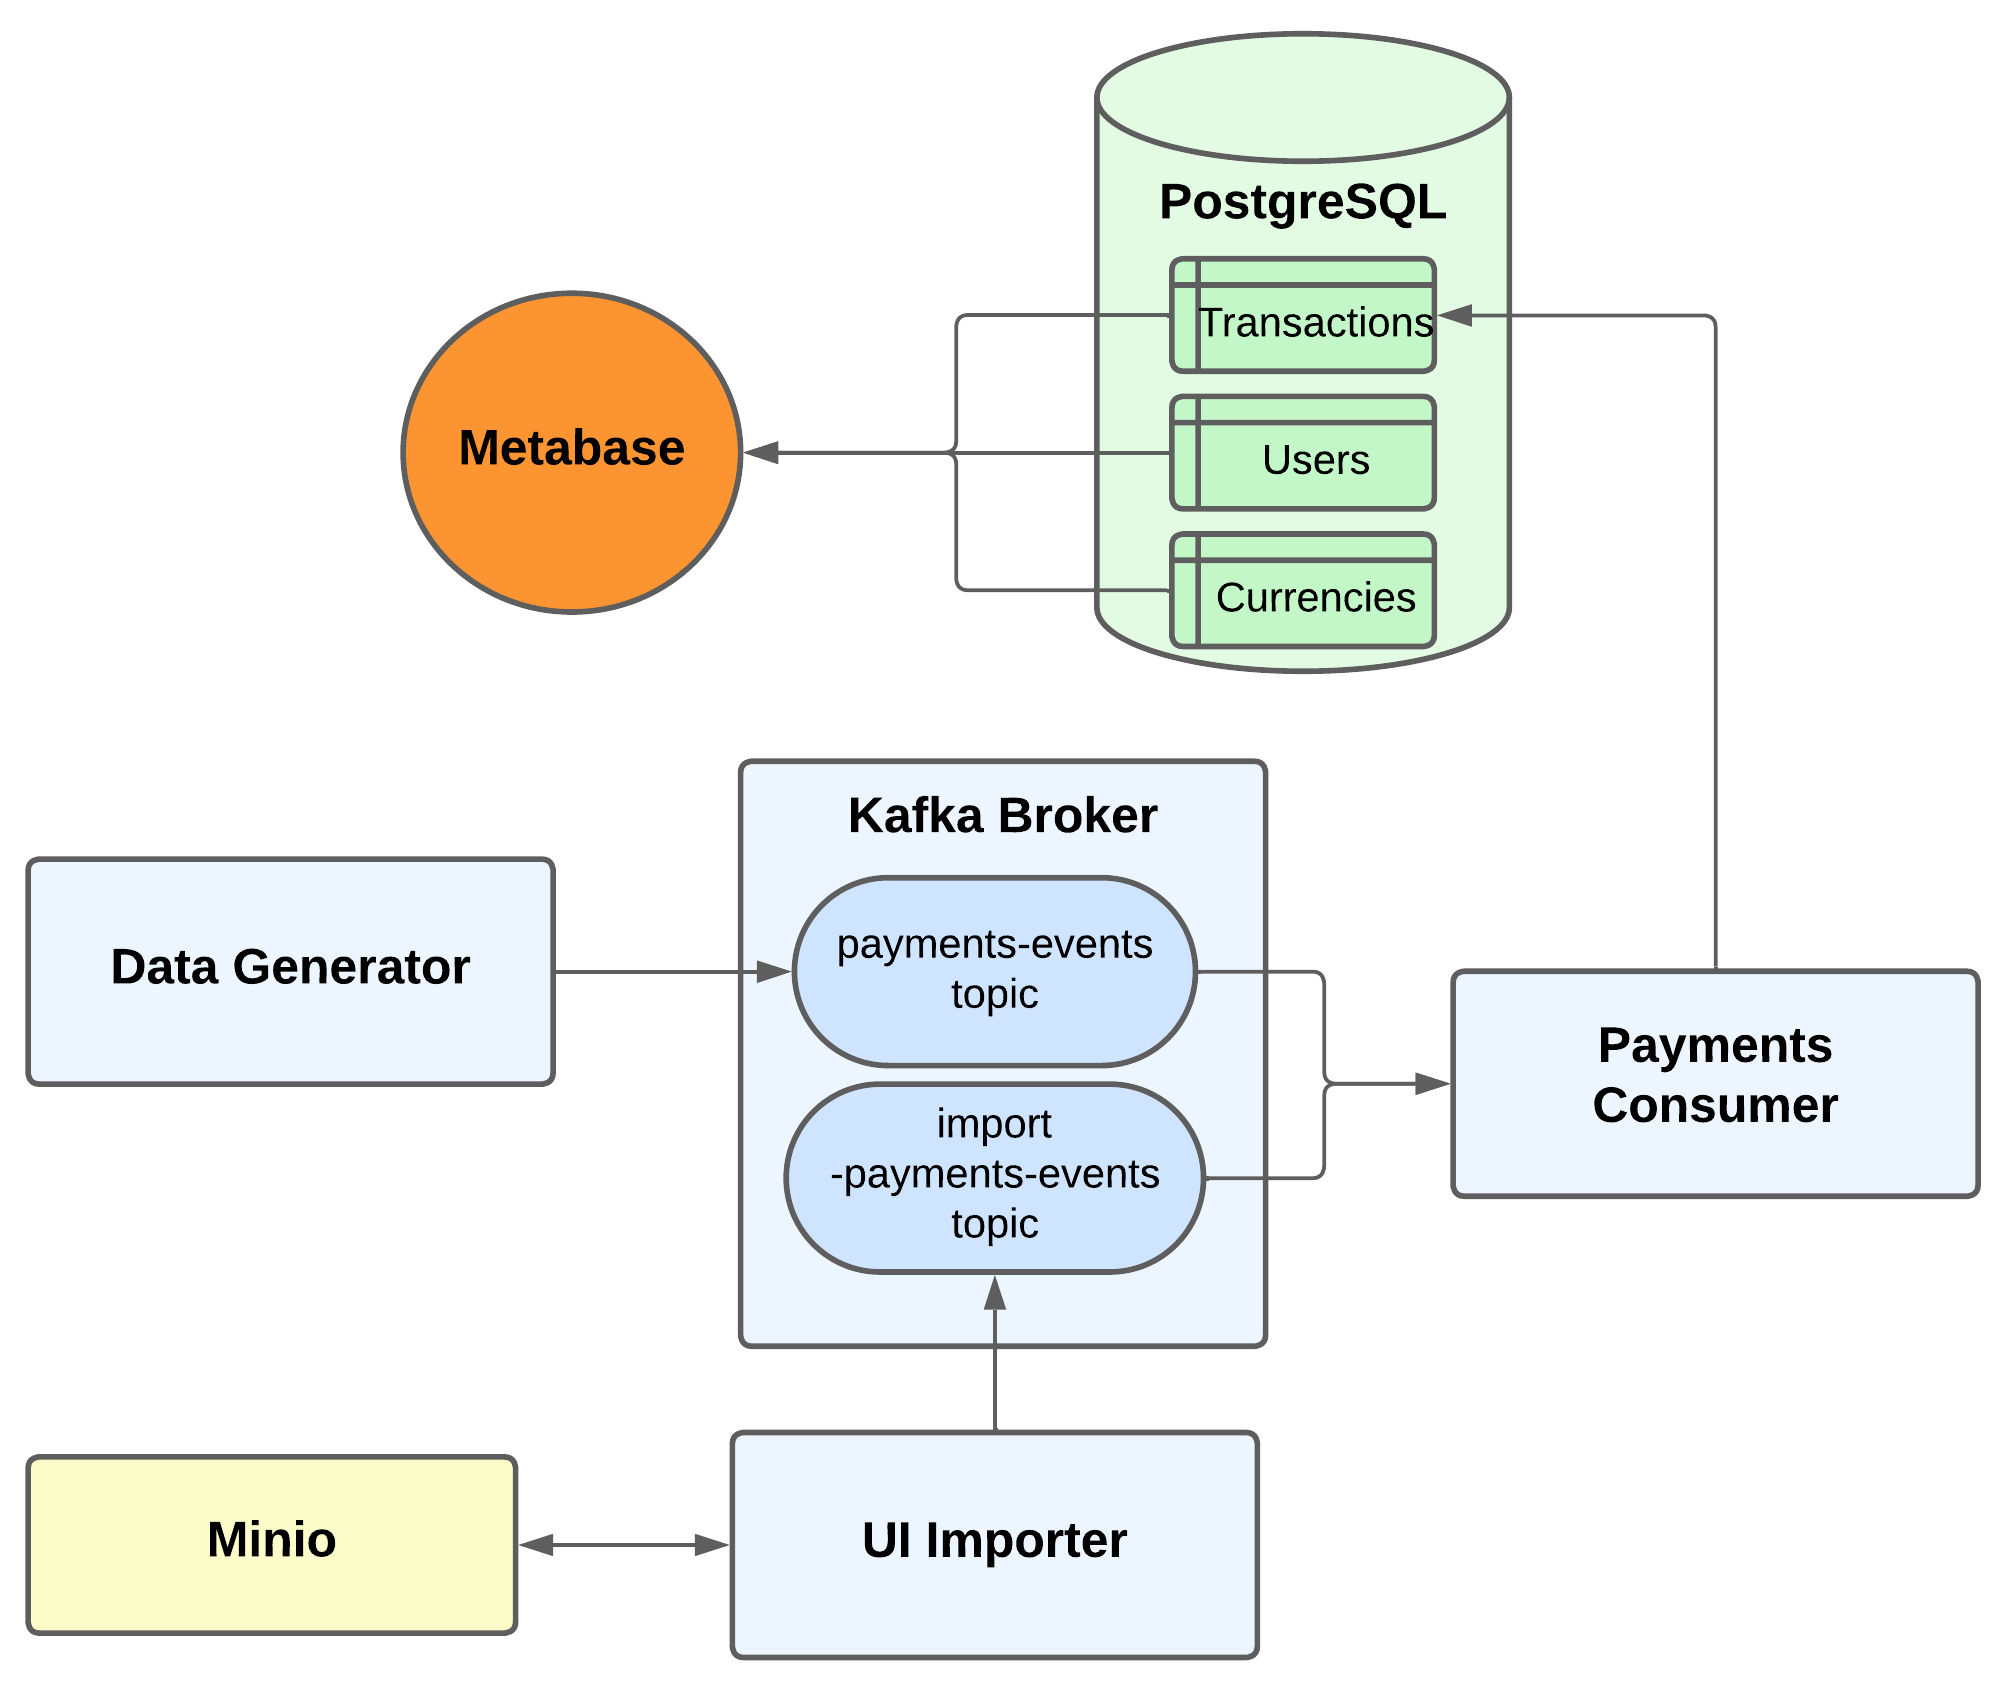 PostgreSQL
Transactions
Users
Currencies
Metabase
Kafka Broker
payments-events
topic
import
-payments-events
topic
Data Generator
Payments
Consumer
Minio
UI Importer